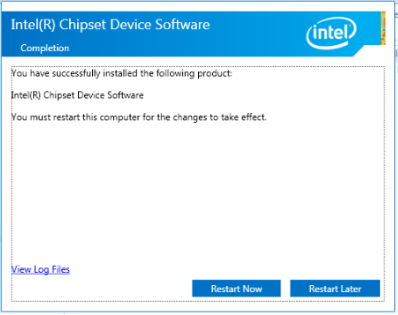 Intel(R) Chipset Device Software
Completion
intel
You have successfully installed the following product:
Intel(R) Chipset Device Software
You must restart this computer for the changes to take effect.
View Log Files
Restart Now
Restart Later